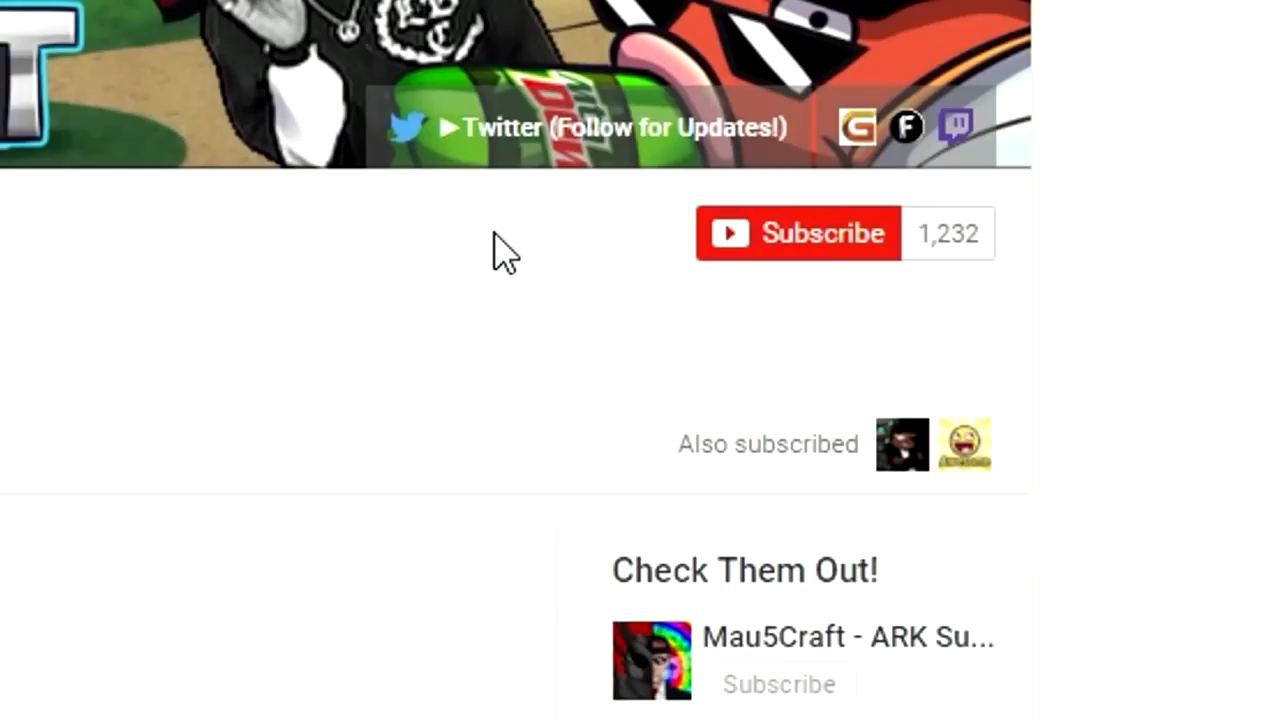 T
▶Twitter (Follow for Updates!)
Subscribe 1,232
Also subscribed
Check Them Out!
Mau5Craft - ARK Su...
Subscribe